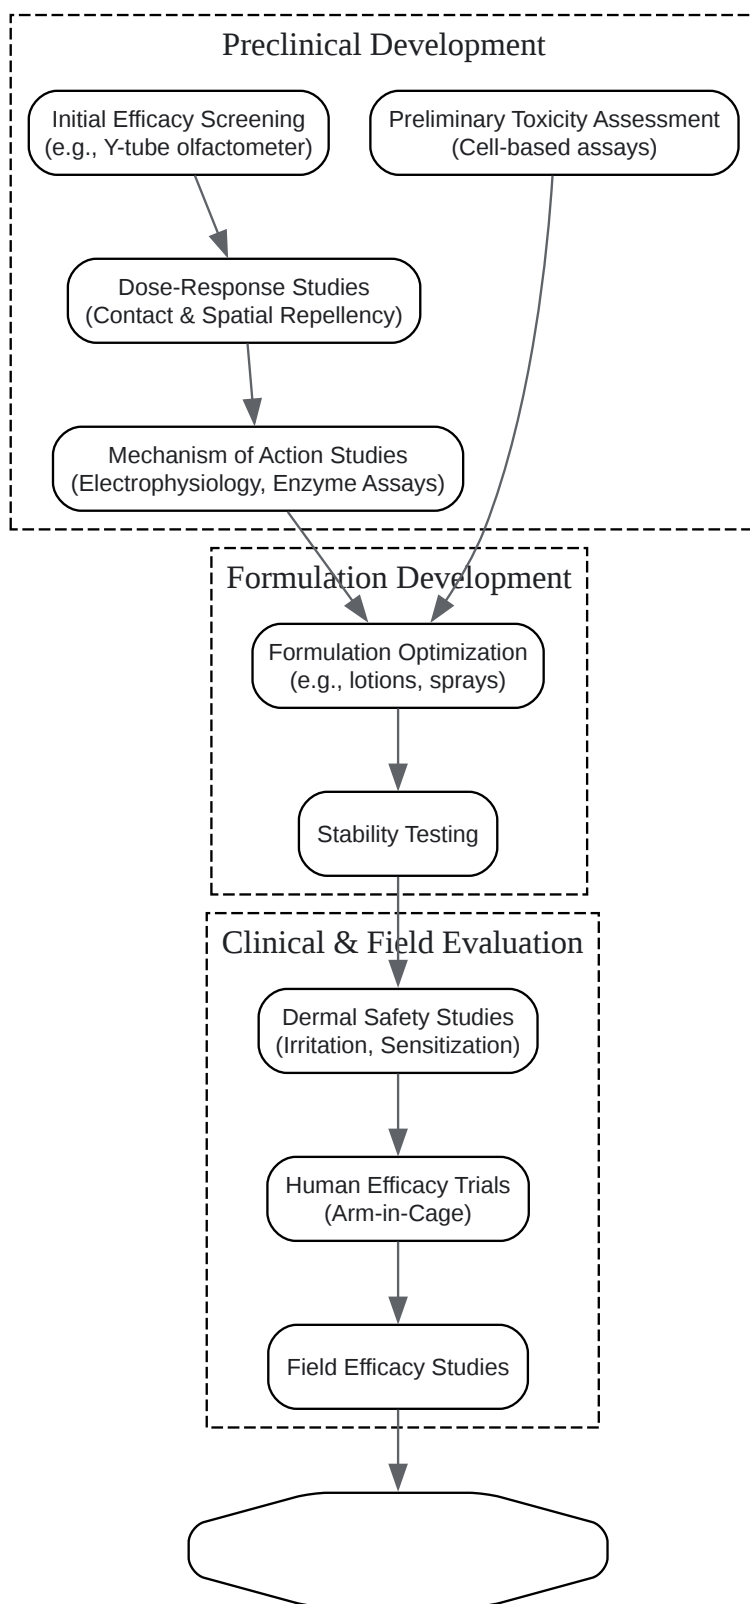 Preclinical Development
Initial Efficacy Screening
(e.g., Y-tube olfactometer)
Preliminary Toxicity Assessment
(Cell-based assays)
Dose-Response Studies
(Contact & Spatial Repellency)
Mechanism of Action Studies
(Electrophysiology, Enzyme Assays)
Formulation Development
Formulation Optimization
(e.g., lotions, sprays)
Stability Testing
Clinical & Field Evaluation
Dermal Safety Studies
(Irritation, Sensitization)
Human Efficacy Trials
(Arm-in-Cage)
Field Efficacy Studies